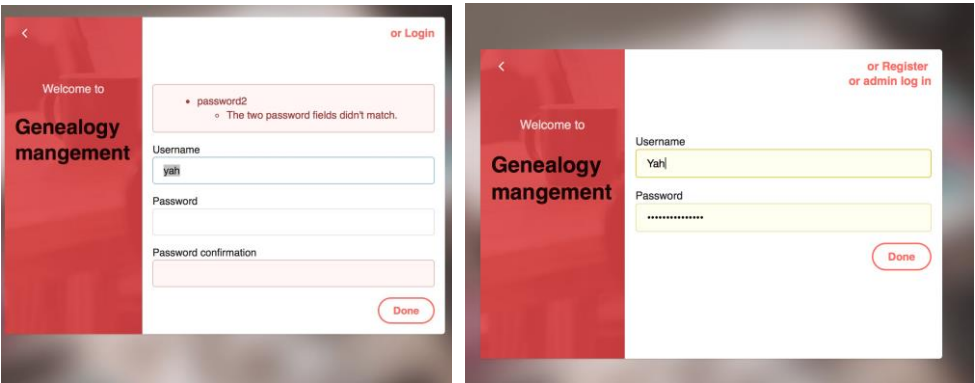 or Login
Welcome to
Genealogy
mangement
password2
The two password fields didn't match.
Username
yah
Password
Password confirmation
Done
or Register
or admin log in
Welcome to
Genealogy
mangement
Username
Yah
Password
•••••••••••••••
Done